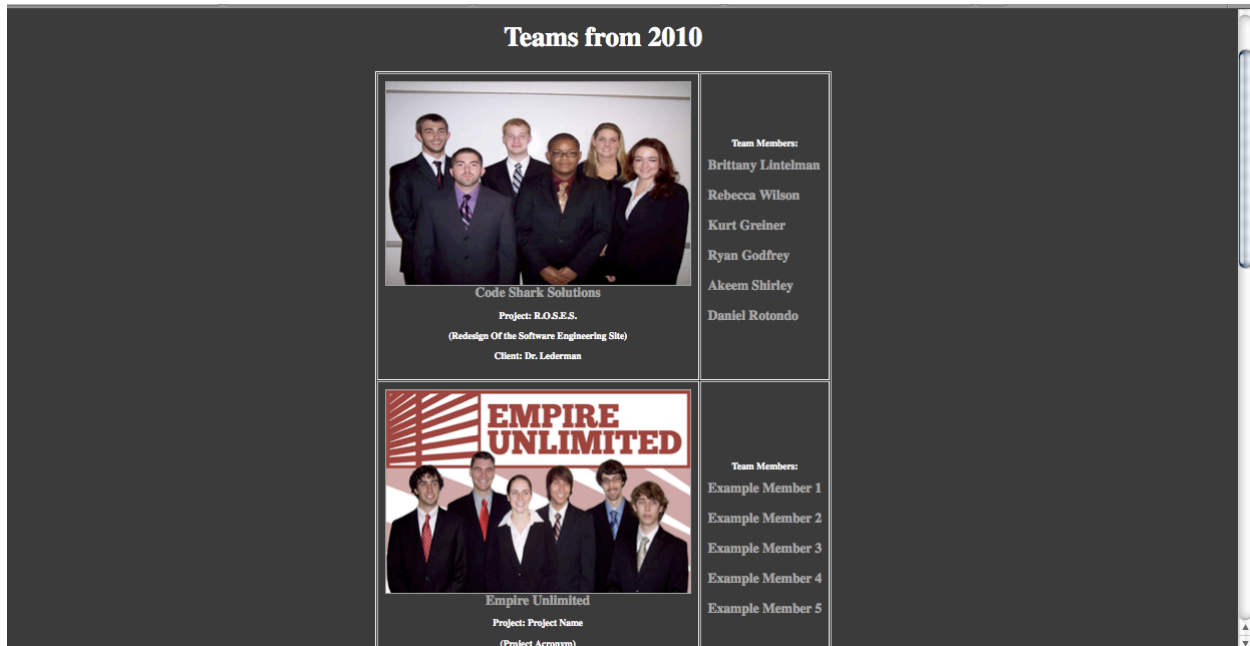 Teams from 2010
Code Shark Solutions
Project: R.O.S.E.S.
(Redesign Of the Software Engineering Site)
Client: Dr. Lederman
Team Members:
Brittany Lintelman
Rebecca Wilson
Kurt Greiner
Ryan Godfrey
Akeem Shirley
Daniel Rotondo
EMPIRE
UNLIMITED
Empire Unlimited
Project: Project Name
(Project Acronym)
Team Members:
Example Member 1
Example Member 2
Example Member 3
Example Member 4
Example Member 5